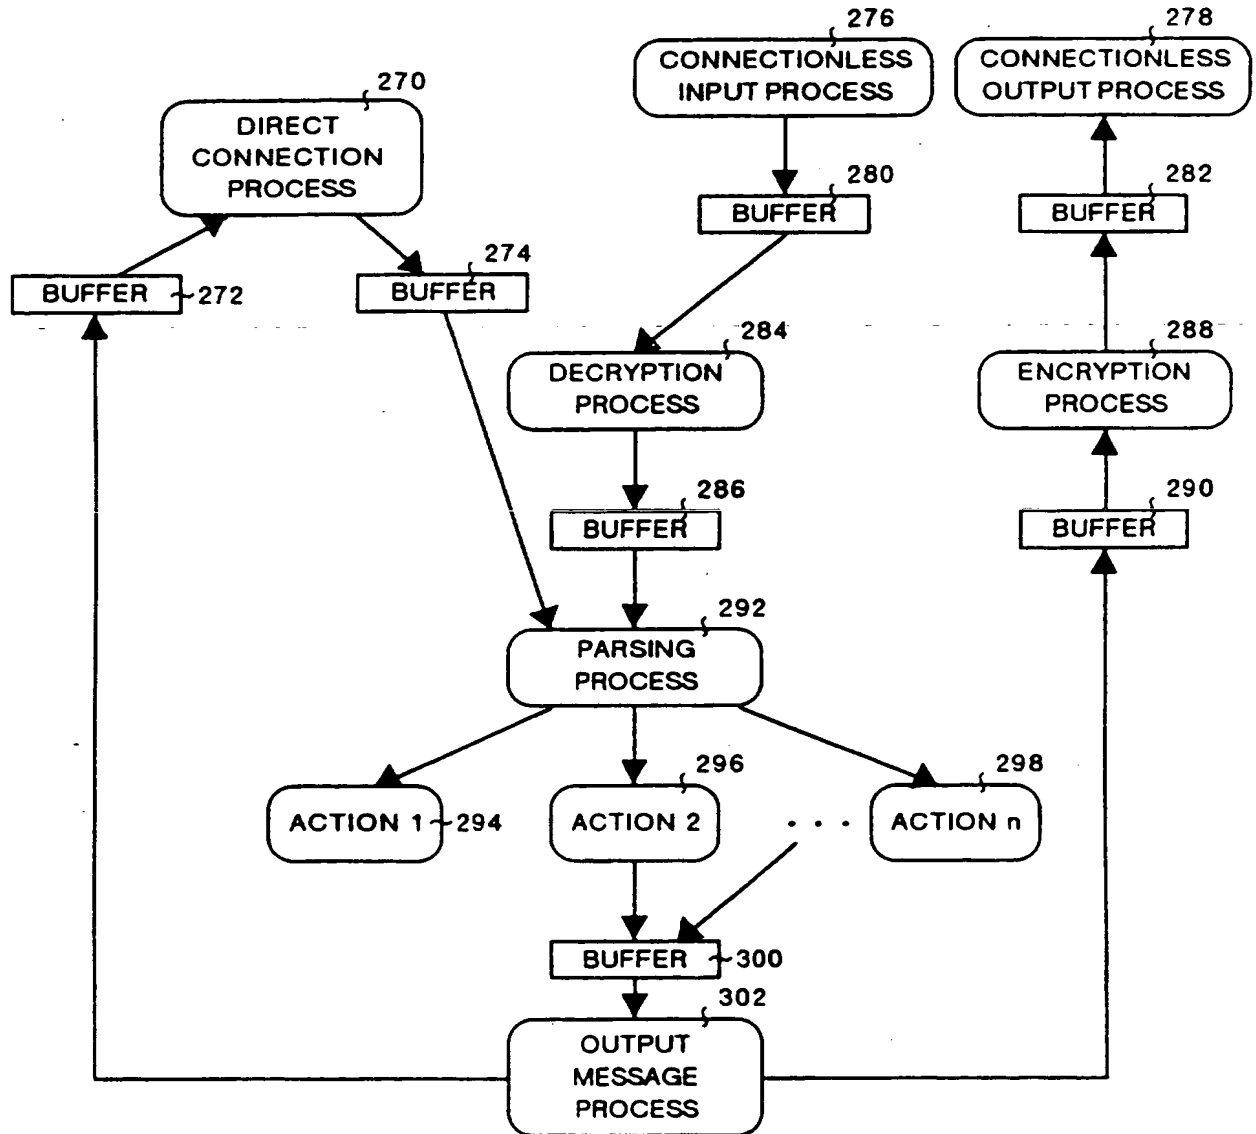 276
278
CONNECTIONLESS
INPUT PROCESS
CONNECTIONLESS
OUTPUT PROCESS
270
DIRECT
CONNECTION
PROCESS
280
BUFFER
282
BUFFER
BUFFER
272
274
BUFFER
284
DECRYPTION
PROCESS
288
ENCRYPTION
PROCESS
286
BUFFER
290
BUFFER
292
PARSING
PROCESS
ACTION 1
294
296
ACTION 2
. . .
298
ACTION n
BUFFER
300
302
OUTPUT
MESSAGE
PROCESS